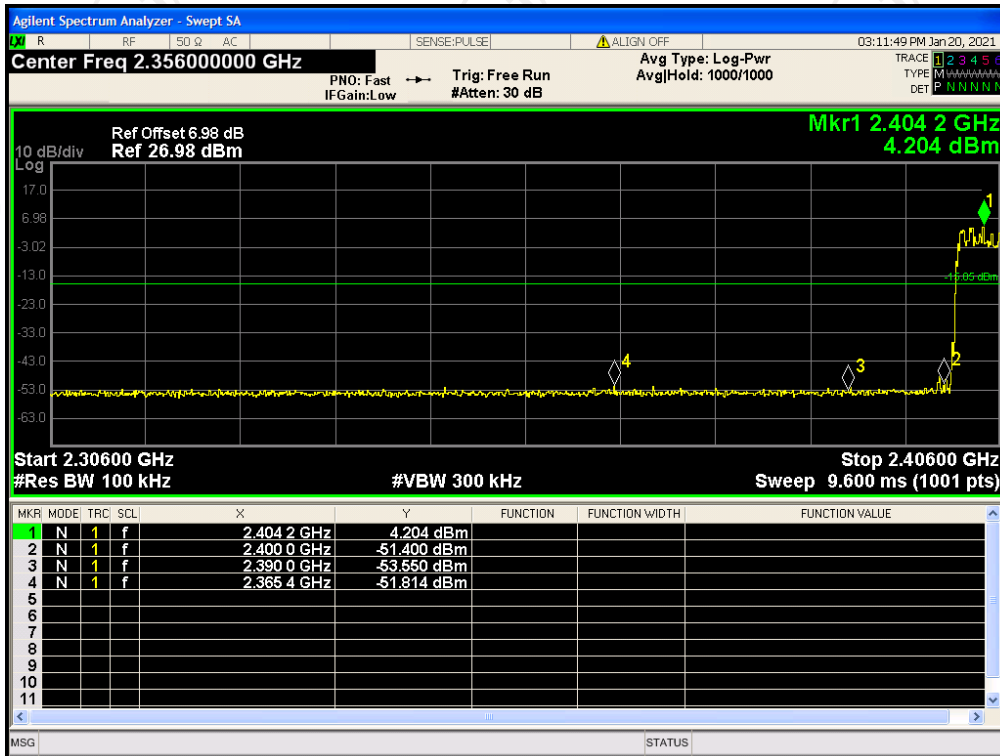 Agilent Spectrum Analyzer - Swept SA
LXI R RF 50 Ω AC SENSE:PULSE ALIGN OFF 03:11:49 PM Jan 20, 2021
Center Freq 2.356000000 GHz
PNO: Fast
IFGain:Low
Trig: Free Run
#Atten: 30 dB
Avg Type: Log-Pwr
Avg|Hold: 1000/1000
TRACE 1 2 3 4 5 6
TYPE M
DET P N N N N N
Ref Offset 6.98 dB
10 dB/div Ref 26.98 dBm
Log
Mkr1 2.404 2 GHz
4.204 dBm
17.0
6.98
-3.02
-13.0
-23.0
-33.0
-43.0
-53.0
-63.0
1
2
3
4
Start 2.30600 GHz
#Res BW 100 kHz
#VBW 300 kHz
Stop 2.40600 GHz
Sweep 9.600 ms (1001 pts)
MKR MODE TRC SCL X Y FUNCTION FUNCTION WIDTH FUNCTION VALUE
1 N 1 f 2.404 2 GHz 4.204 dBm
2 N 1 f 2.400 0 GHz -51.400 dBm
3 N 1 f 2.390 0 GHz -53.550 dBm
4 N 1 f 2.365 4 GHz -51.814 dBm
5
6
7
8
9
10
11
MSG STATUS